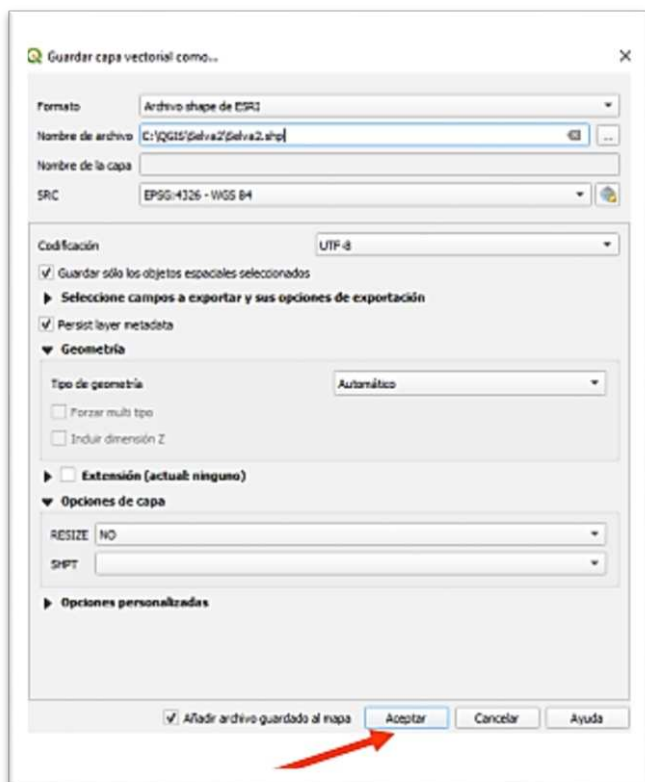 Guardar capa vectorial como...
Formato Archivo shape de ESRI
Nombre de archivo C:\QGIS\Selva2\Selva2.shp ...
Nombre de la capa
SRC EPSG:4326 - WGS 84
Codificación UTF-8
Guardar sólo los objetos espaciales seleccionados
Seleccione campos a exportar y sus opciones de exportación
Persist layer metadata
Geometría
Tipo de geometría Automático
Forzar multi tipo
Incluir dimensión Z
Extensión (actual: ninguno)
Opciones de capa
RESIZE NO
SHPT
Opciones personalizadas
Añadir archivo guardado al mapa Aceptar Cancelar Ayuda